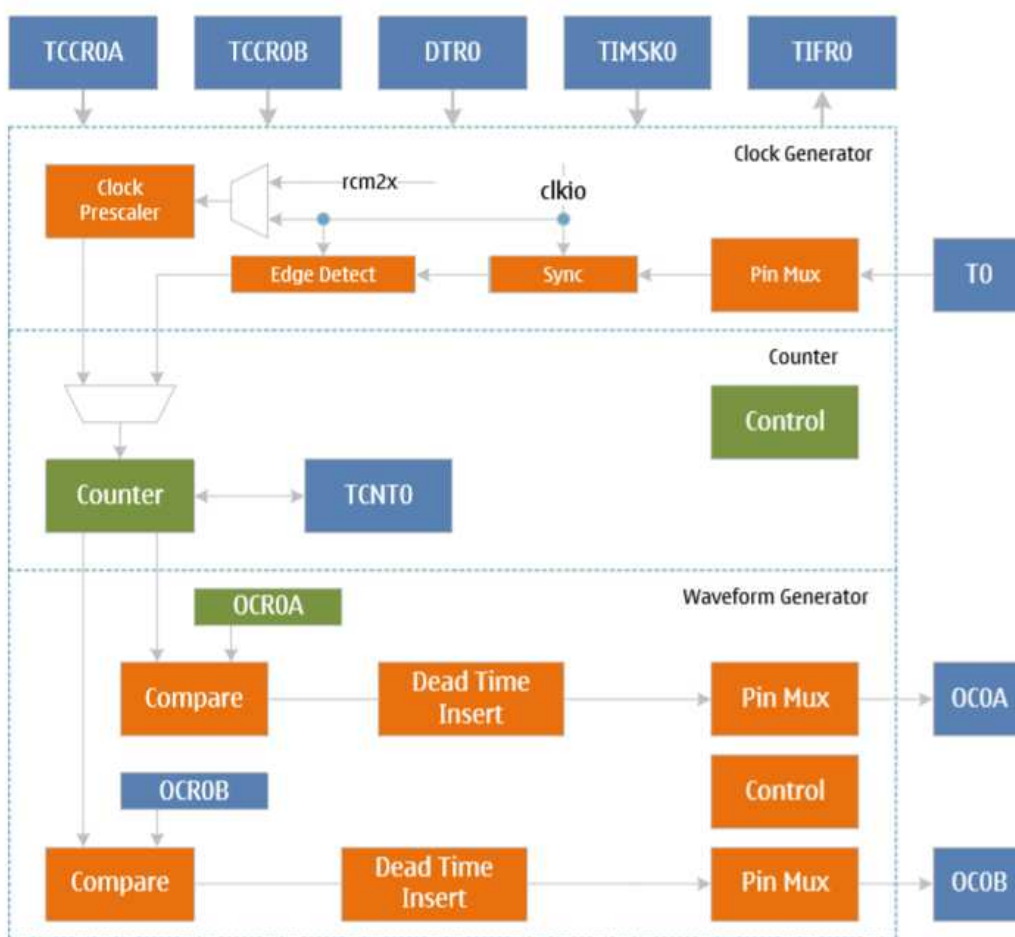 TCCR0A
TCCR0B
DTR0
TIMSK0
TIFR0
Clock Generator
Clock
Prescaler
rcm2x
clkio
Edge Detect
Sync
Pin Mux
T0
Counter
Control
Counter
TCNT0
Waveform Generator
OCR0A
Compare
Dead Time
Insert
Pin Mux
OC0A
Control
OCR0B
Compare
Dead Time
Insert
Pin Mux
OC0B